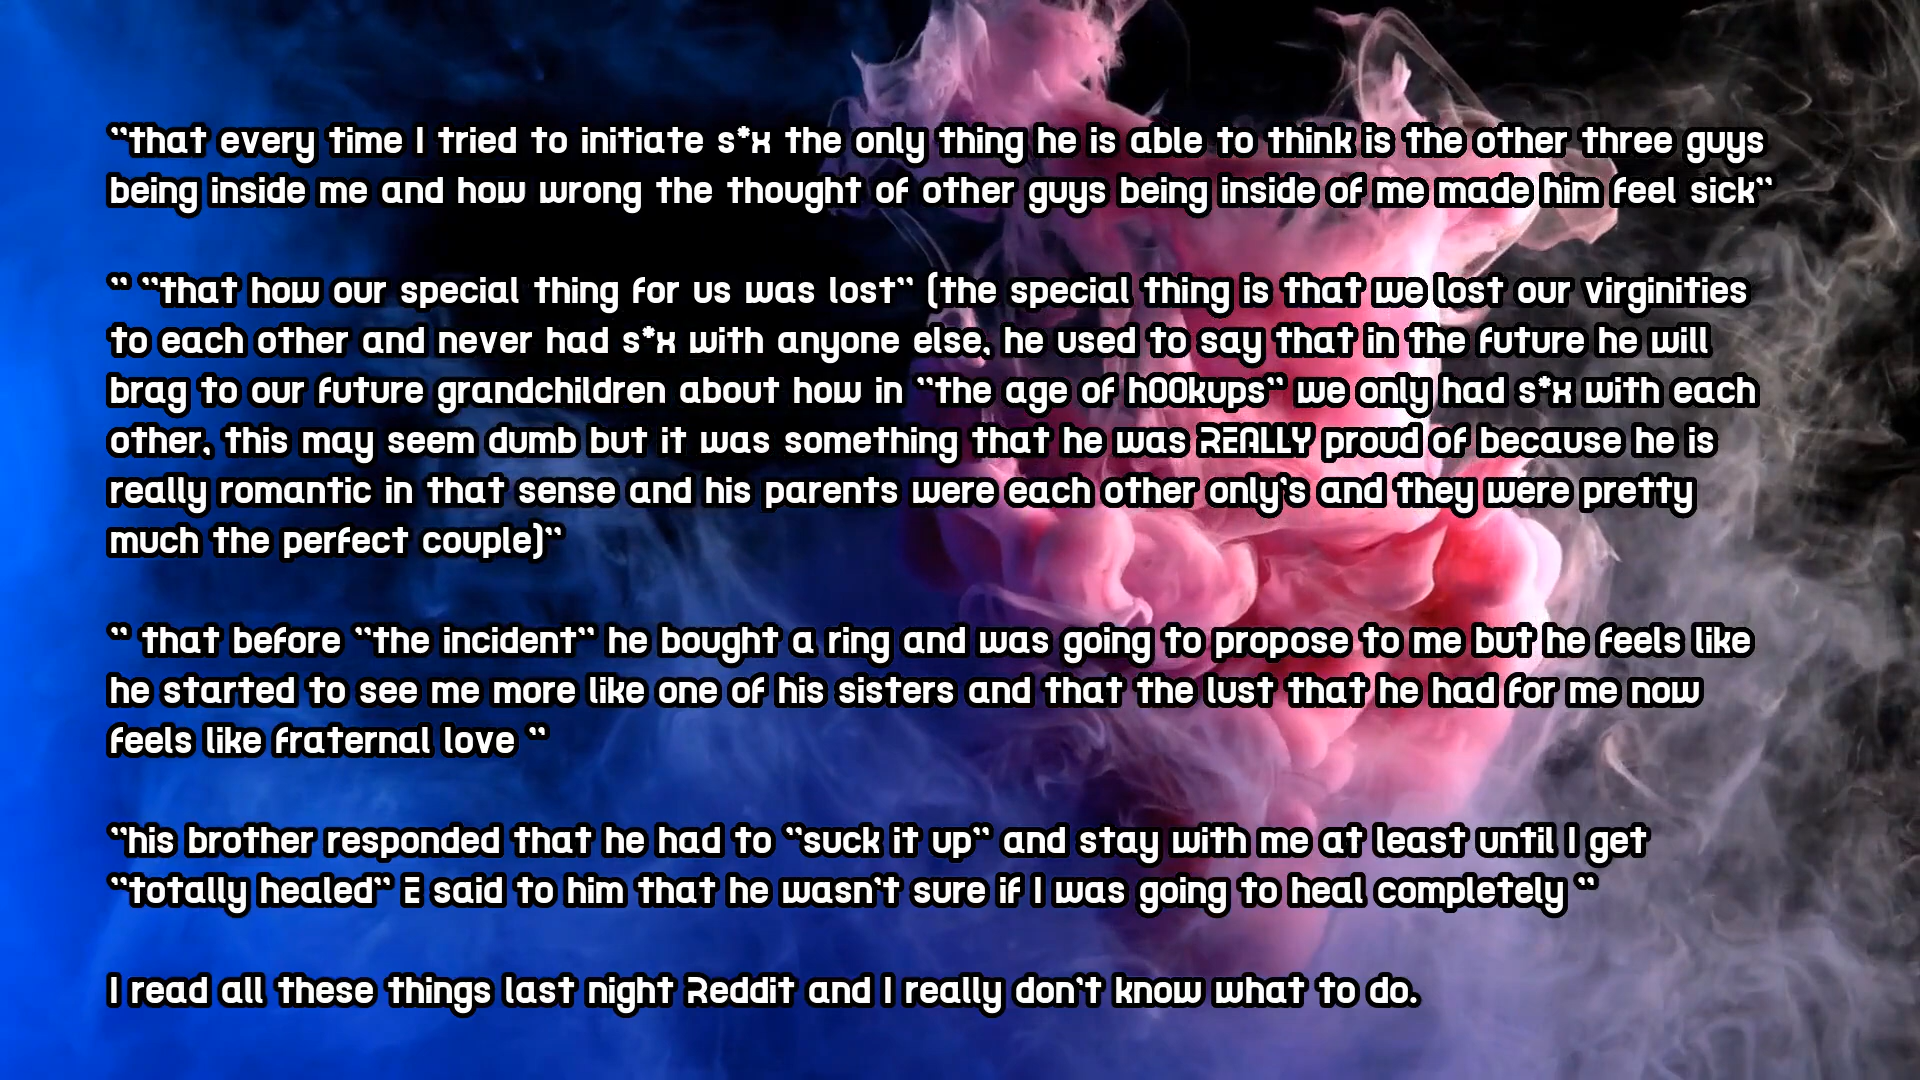 "that every time I tried to initiate s*x the only thing he is able to think is the other three guys
being inside me and how wrong the thought of other guys being inside of me made him feel sick"
" "that how our special thing for us was lost" (the special thing is that we lost our virginities
to each other and never had s*x with anyone else, he used to say that in the future he will
brag to our future grandchildren about how in "the age of h00kups" we only had s*x with each
other, this may seem dumb but it was something that he was REALLY proud of because he is
really romantic in that sense and his parents were each other only's and they were pretty
much the perfect couple)"
" that before "the incident" he bought a ring and was going to propose to me but he feels like
he started to see me more like one of his sisters and that the lust that he had for me now
feels like fraternal love "
"his brother responded that he had to "suck it up" and stay with me at least until I get
"totally healed" E said to him that he wasn't sure if I was going to heal completely "
I read all these things last night Reddit and I really don't know what to do.